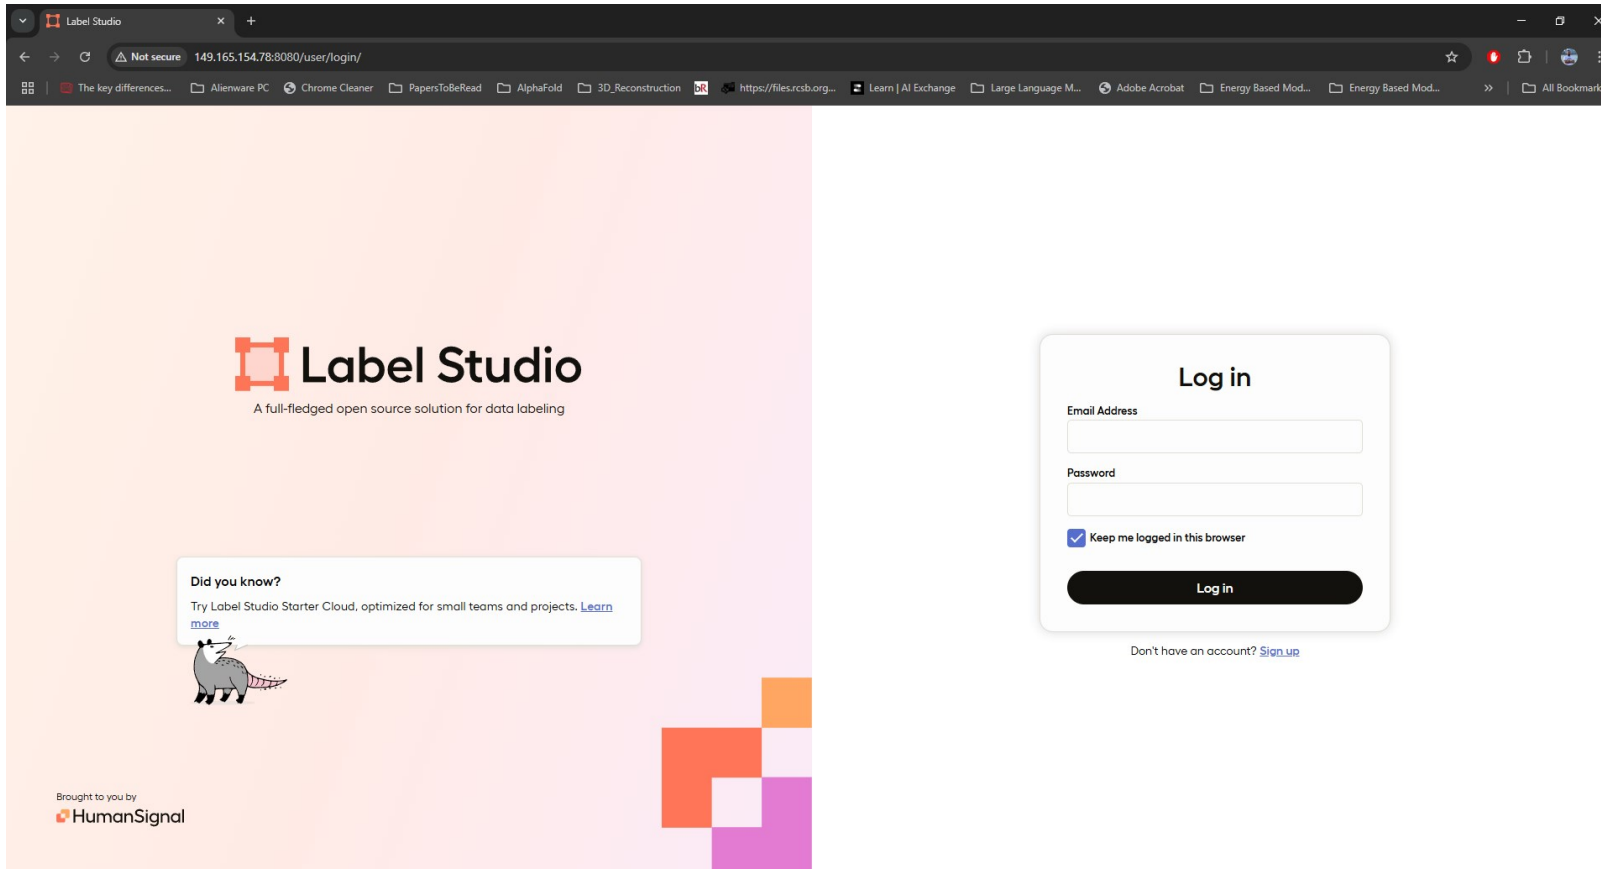 Label Studio
Not secure
149.165.154.78:8080/user/login/
The key differences...
Alienware PC
Chrome Cleaner
PapersToBeRead
AlphaFold
3D_Reconstruction
bR
https://files.rcsb.org...
Learn | AI Exchange
Large Language M...
Adobe Acrobat
Energy Based Mod...
Energy Based Mod...
All Bookmark
Label Studio
A full-fledged open source solution for data labeling
Did you know?
Try Label Studio Starter Cloud, optimized for small teams and projects. Learn
more
Brought to you by
HumanSignal
Log in
Email Address
Password
Keep me logged in this browser
Log in
Don't have an account? Sign up